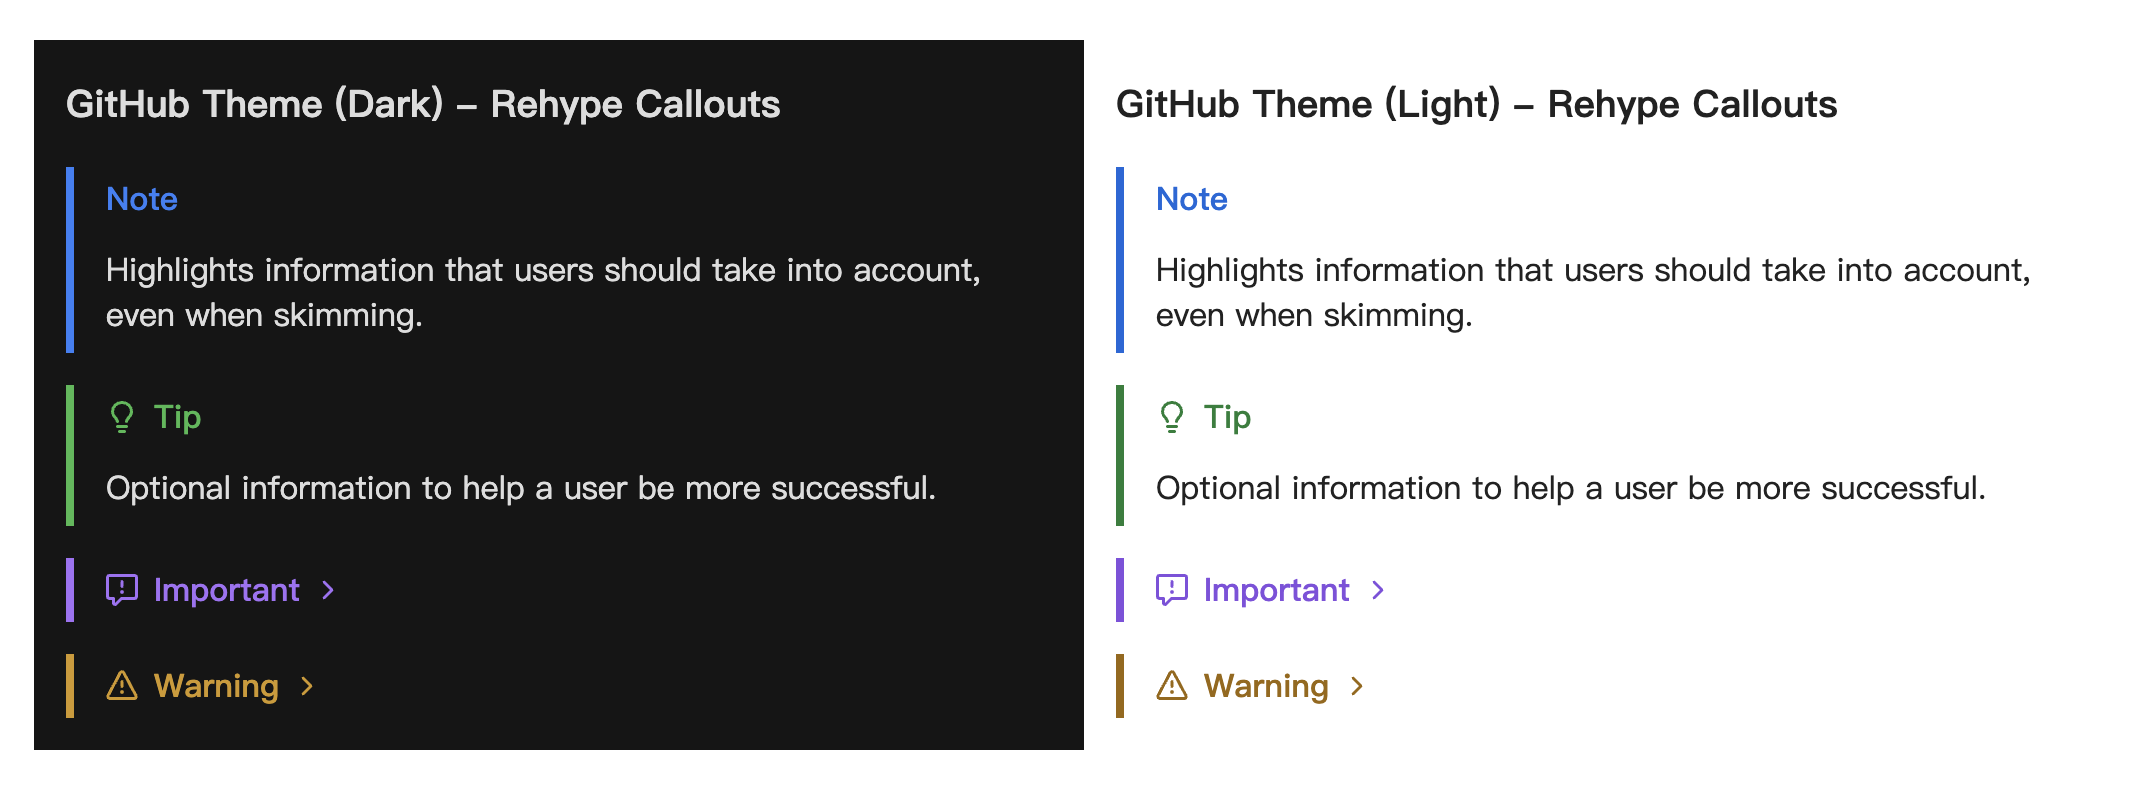 GitHub Theme (Dark) – Rehype Callouts
Note
Highlights information that users should take into account,
even when skimming.
Tip
Optional information to help a user be more successful.
Important
Warning
GitHub Theme (Light) – Rehype Callouts
Note
Highlights information that users should take into account,
even when skimming.
Tip
Optional information to help a user be more successful.
Important
Warning